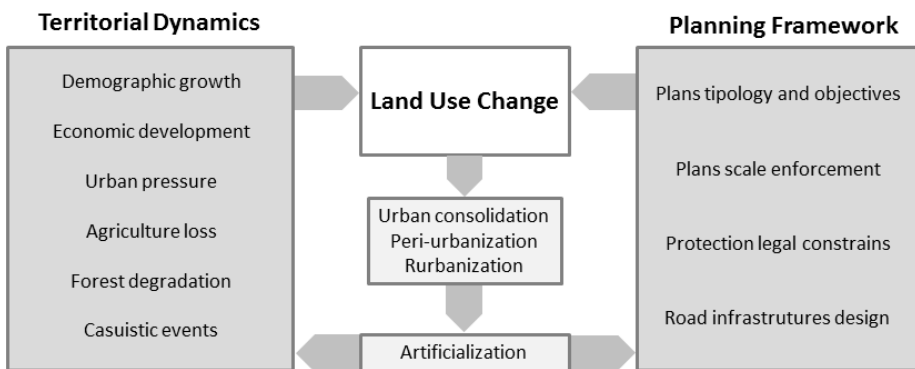 Territorial Dynamics
Demographic growth
Economic development
Urban pressure
Agriculture loss
Forest degradation
Casuistic events
Land Use Change
Urban consolidation
Peri-urbanization
Rurbanization
Artificialization
Planning Framework
Plans tipology and objectives
Plans scale enforcement
Protection legal constrains
Road infrastrutures design